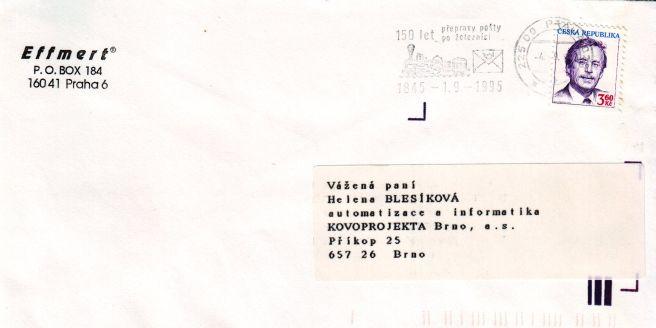 Effmert®
P. O. BOX 184
160 41 Praha 6
150 let přepravy pošty
po železnici
1845 - 1.9. - 1995
ČESKÁ REPUBLIKA
3 60
Kč
Vážená paní
Helena BLESÍKOVÁ
automatizace a informatika
KOVOPROJEKTA Brno, a.s.
Příkop 25
657 26 Brno